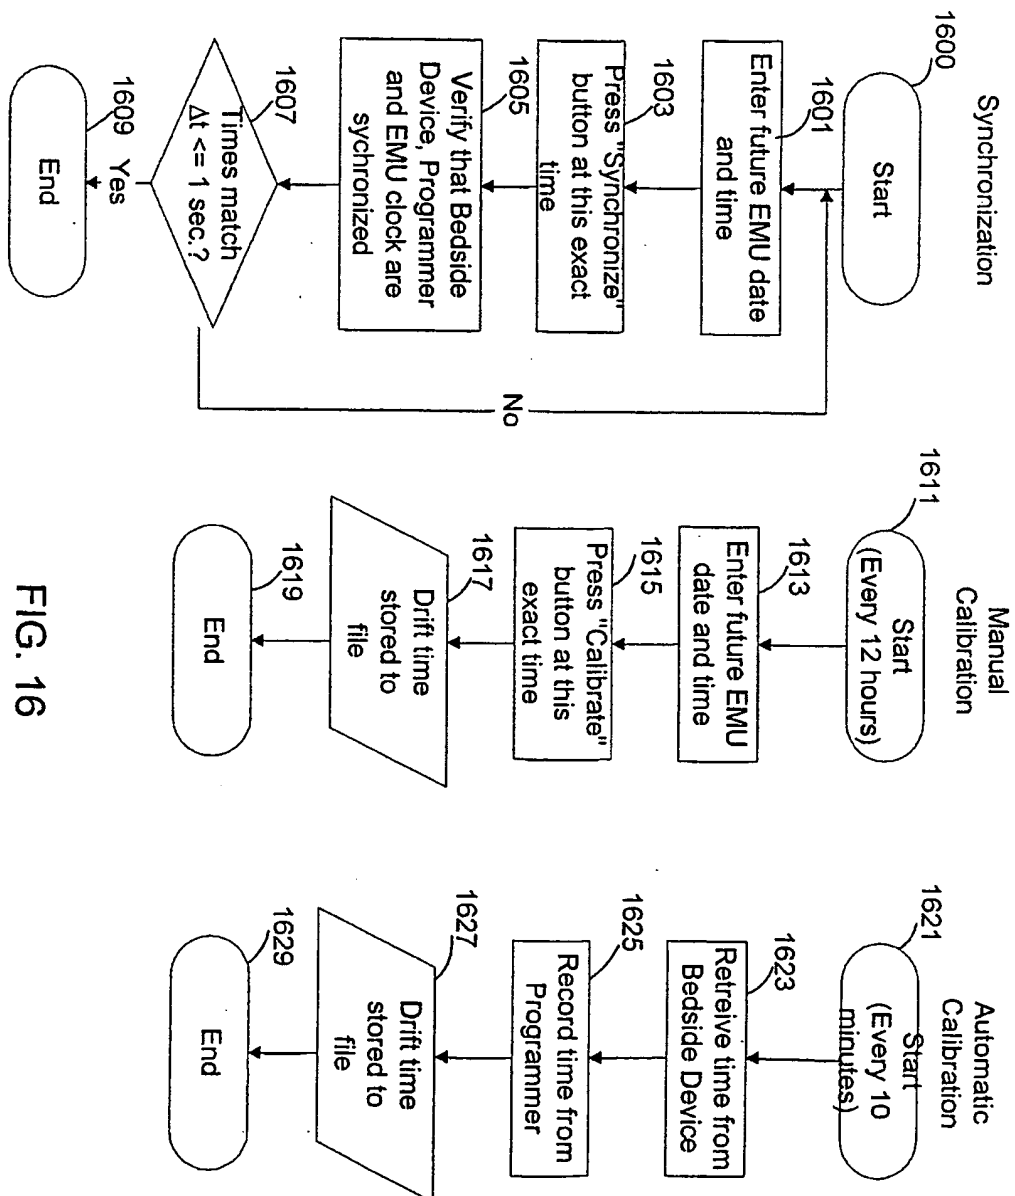 Synchronization
1600
Start
1601
Enter future EMU date
and time
1603
Press "Synchronize"
button at this exact
time
1605
Verify that Bedside
Device, Programmer
and EMU clock are
sychronized
1607
Times match
Δt <= 1 sec.?
No
Yes
1609
End
Manual
Calibration
1611
Start
(Every 12 hours)
1613
Enter future EMU
date and time
1615
Press "Calibrate"
button at this
exact time
1617
Drift time
stored to
file
1619
End
Automatic
Calibration
1621
Start
(Every 10
minutes)
1623
Retreive time from
Bedside Device
1625
Record time from
Programmer
1627
Drift time
stored to
file
1629
End
FIG. 16